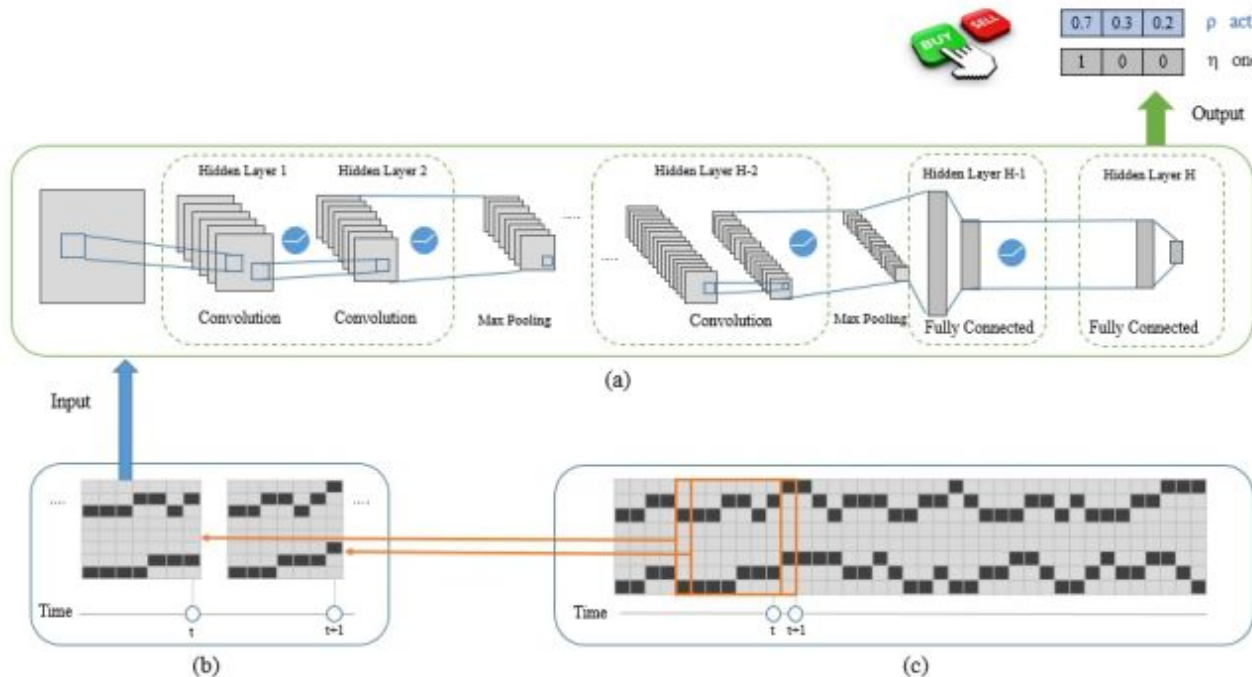 BUY
SELL
0.7 0.3 0.2 ρ act
1 0 0 η one
Output
Hidden Layer 1
Hidden Layer 2
Hidden Layer H-2
Hidden Layer H-1
Hidden Layer H
.....
....
Convolution
Convolution
Max Pooling
Convolution
Max Pooling
Fully Connected
Fully Connected
(a)
Input
....
....
Time
t
t+1
(b)
Time
t
t+1
(c)